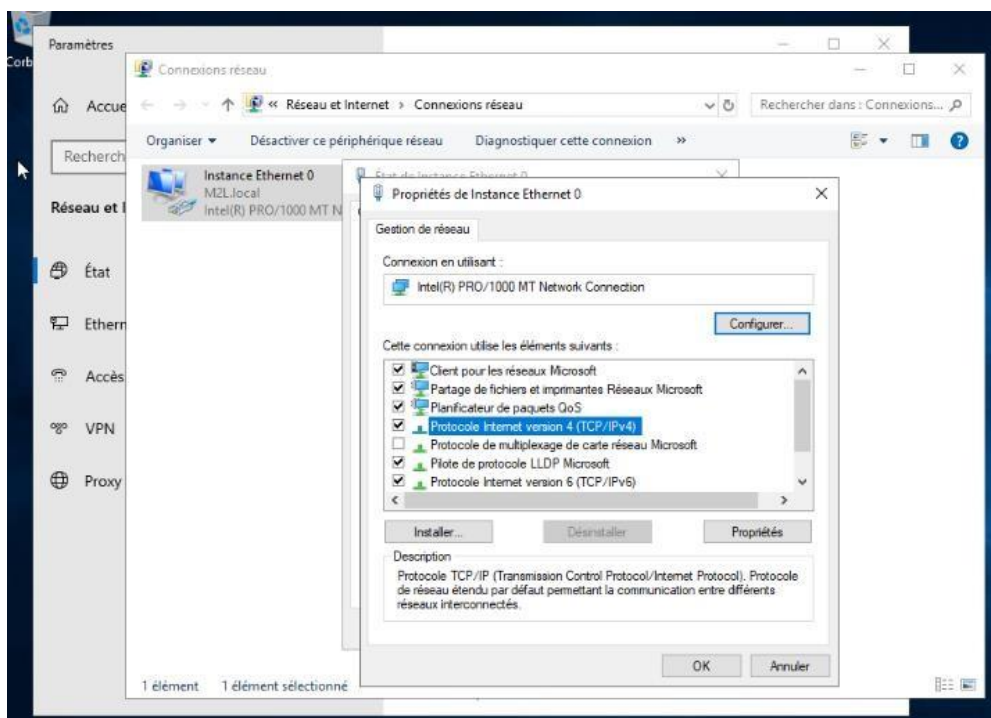 Corb
Paramètres
Connexions réseau
Accue
« Réseau et Internet › Connexions réseau
Rechercher dans : Connexions...
Organiser
Désactiver ce périphérique réseau
Diagnostiquer cette connexion
»
Recherch
Instance Ethernet 0
M2L.local
Intel(R) PRO/1000 MT N
État de Instance Ethernet 0
Réseau et I
État
Ethern
Accès
VPN
Proxy
Propriétés de Instance Ethernet 0
Gestion de réseau
Connexion en utilisant :
Intel(R) PRO/1000 MT Network Connection
Configurer...
Cette connexion utilise les éléments suivants :
Client pour les réseaux Microsoft
Partage de fichiers et imprimantes Réseaux Microsoft
Planificateur de paquets QoS
Protocole Internet version 4 (TCP/IPv4)
Protocole de multiplexage de carte réseau Microsoft
Pilote de protocole LLDP Microsoft
Protocole Internet version 6 (TCP/IPv6)
Installer...
Désinstaller
Propriétés
Description
Protocole TCP/IP (Transmission Control Protocol/Internet Protocol). Protocole
de réseau étendu par défaut permettant la communication entre différents
réseaux interconnectés.
OK
Annuler
1 élément
1 élément sélectionné